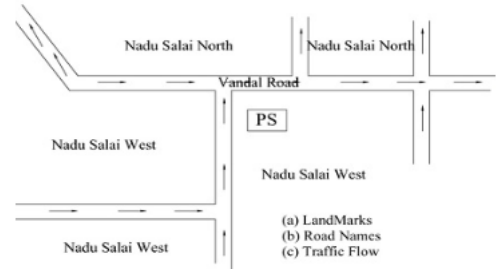 Nadu Salai North
Nadu Salai North
Vandal Road
PS
Nadu Salai West
Nadu Salai West
Nadu Salai West
(a) LandMarks
(b) Road Names
(c) Traffic Flow